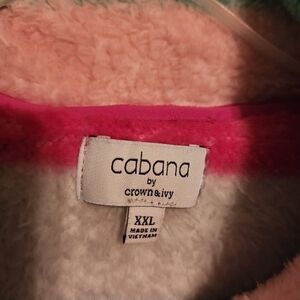 cabana
by
crown & ivy
XXL
MADE IN
VIETNAM